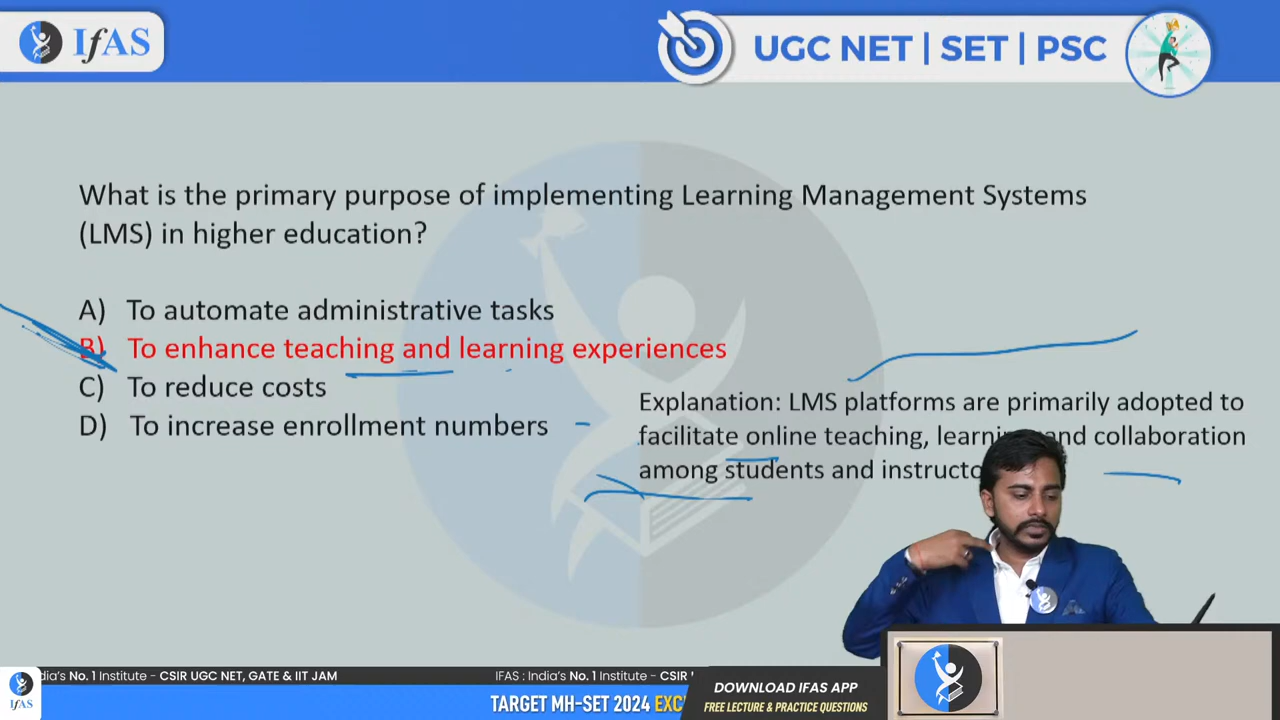 IfAS
UGC NET | SET | PSC
What is the primary purpose of implementing Learning Management Systems
(LMS) in higher education?
A) To automate administrative tasks
B) To enhance teaching and learning experiences
C) To reduce costs
D) To increase enrollment numbers
Explanation: LMS platforms are primarily adopted to
facilitate online teaching, and collaboration
among students and
IfAS
No. 1 Institute - CSIR UGC NET, GATE & IIT JAM
IFAS : India's No. 1 Institute - CSIR
TARGET MH-SET 2024
DOWNLOAD IFAS APP
FREE LECTURE & PRACTICE QUESTIONS